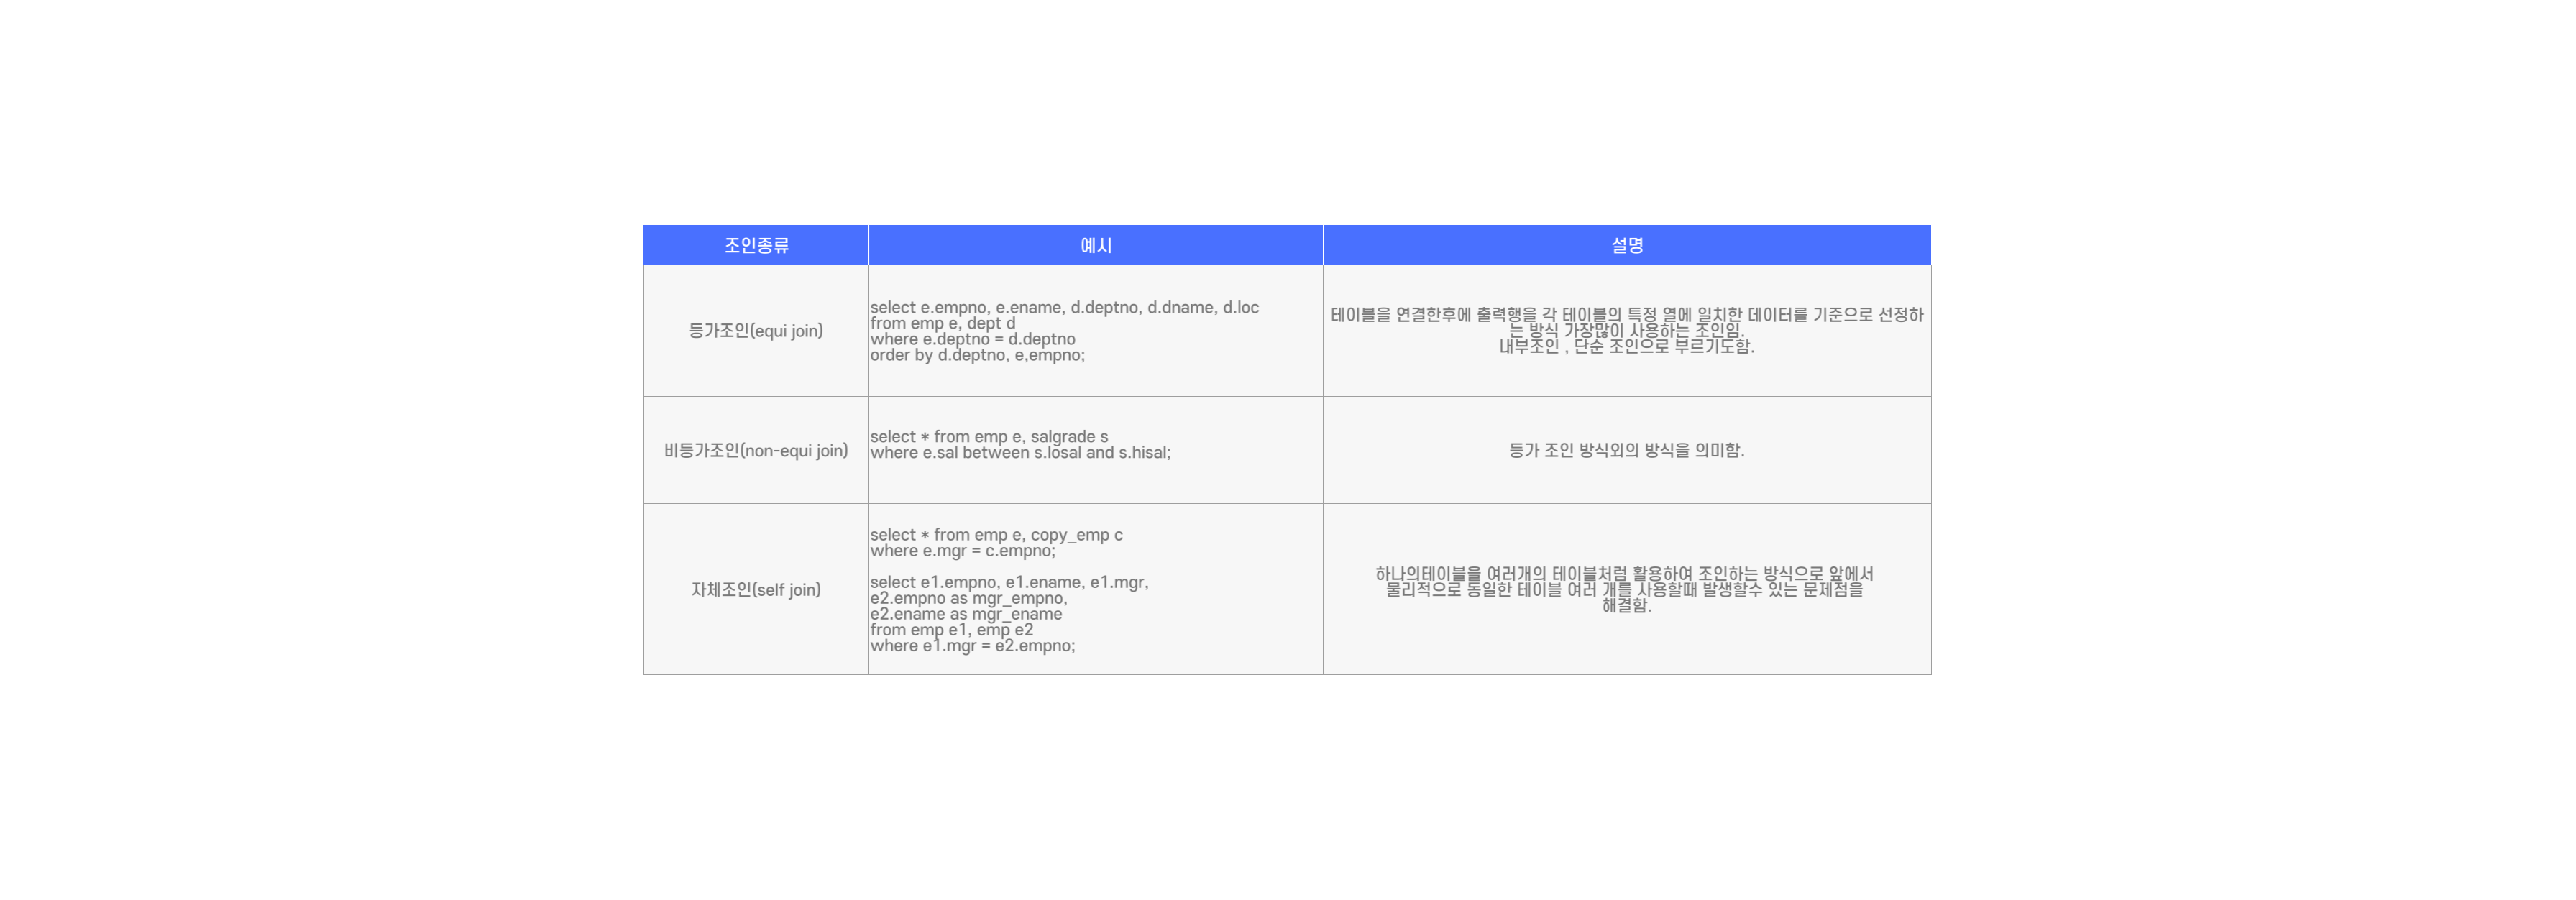 조인종류
예시
설명
등가조인(equi join)
select e.empno, e.ename, d.deptno, d.dname, d.loc
from emp e, dept d
where e.deptno = d.deptno
order by d.deptno, e,empno;
테이블을 연결한후에 출력행을 각 테이블의 특정 열에 일치한 데이터를 기준으로 선정하
는 방식 가장많이 사용하는 조인임.
내부조인 , 단순 조인으로 부르기도함.
비등가조인(non-equi join)
select * from emp e, salgrade s
where e.sal between s.losal and s.hisal;
등가 조인 방식외의 방식을 의미함.
자체조인(self join)
select * from emp e, copy_emp c
where e.mgr = c.empno;
select e1.empno, e1.ename, e1.mgr,
e2.empno as mgr_empno,
e2.ename as mgr_ename
from emp e1, emp e2
where e1.mgr = e2.empno;
하나의테이블을 여러개의 테이블처럼 활용하여 조인하는 방식으로 앞에서
물리적으로 동일한 테이블 여러 개를 사용할때 발생할수 있는 문제점을
해결함.